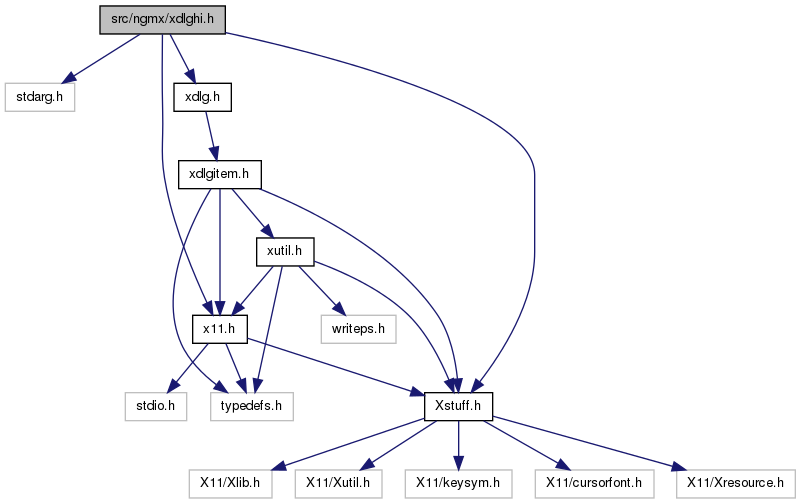 src/ngmx/xdlghi.h
stdarg.h
xdlg.h
xdlgitem.h
xutil.h
x11.h
writeps.h
stdio.h
typedefs.h
Xstuff.h
X11/Xlib.h
X11/Xutil.h
X11/keysym.h
X11/cursorfont.h
X11/Xresource.h